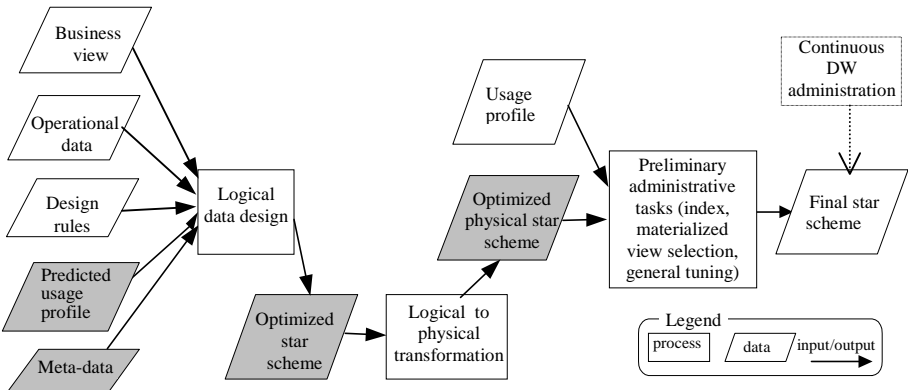 Business
view
Operational
data
Design
rules
Predicted
usage
profile
Meta-data
Logical
data design
Optimized
star
scheme
Logical to
physical
transformation
Optimized
physical star
scheme
Usage
profile
Preliminary
administrative
tasks (index,
materialized
view selection,
general tuning)
Continuous
DW
administration
Final star
scheme
Legend
process
data
input/output